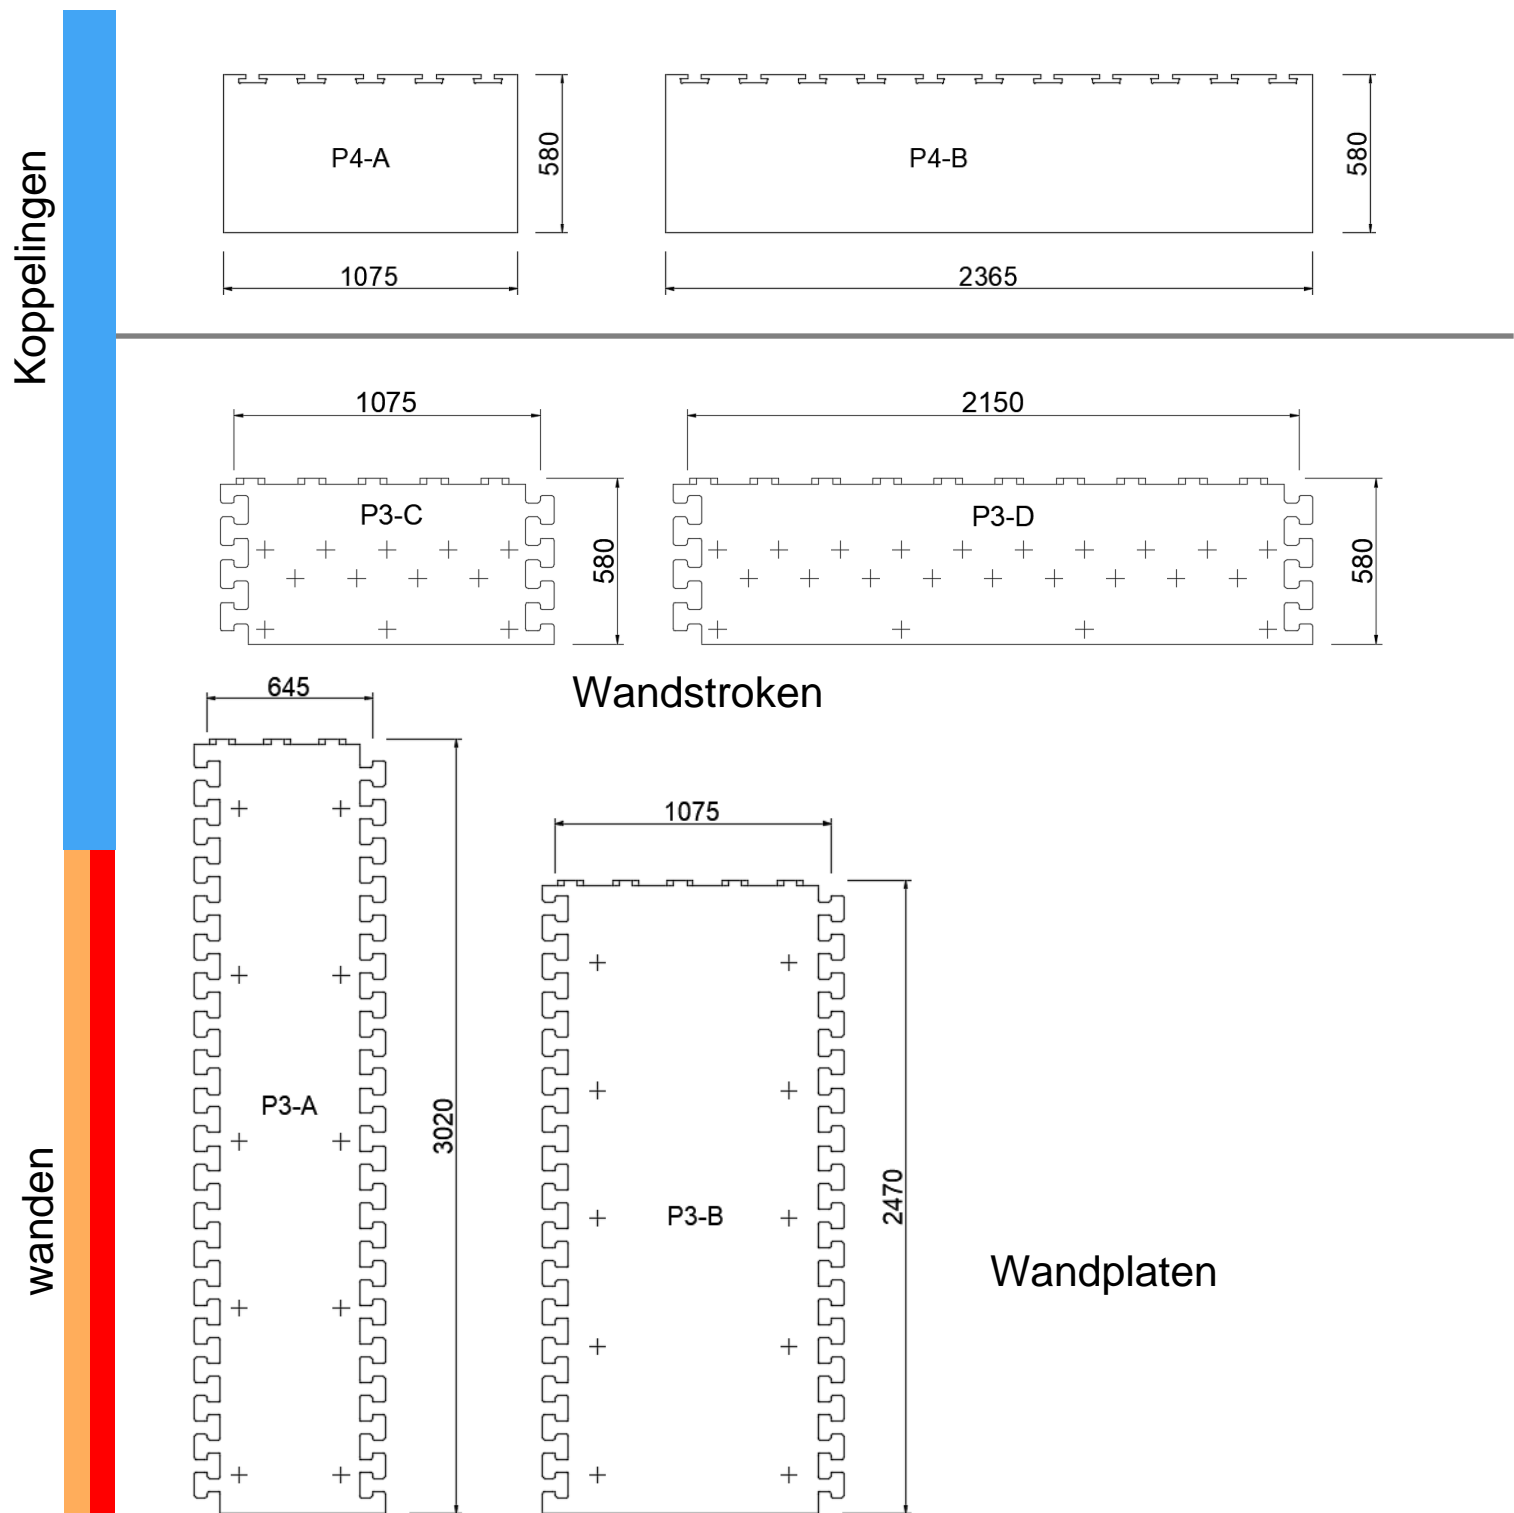 Koppelingen
P4-A
580
1075
P4-B
580
2365
1075
P3-C
580
2150
P3-D
580
Wandstroken
645
P3-A
3020
1075
P3-B
2470
wanden
Wandplaten